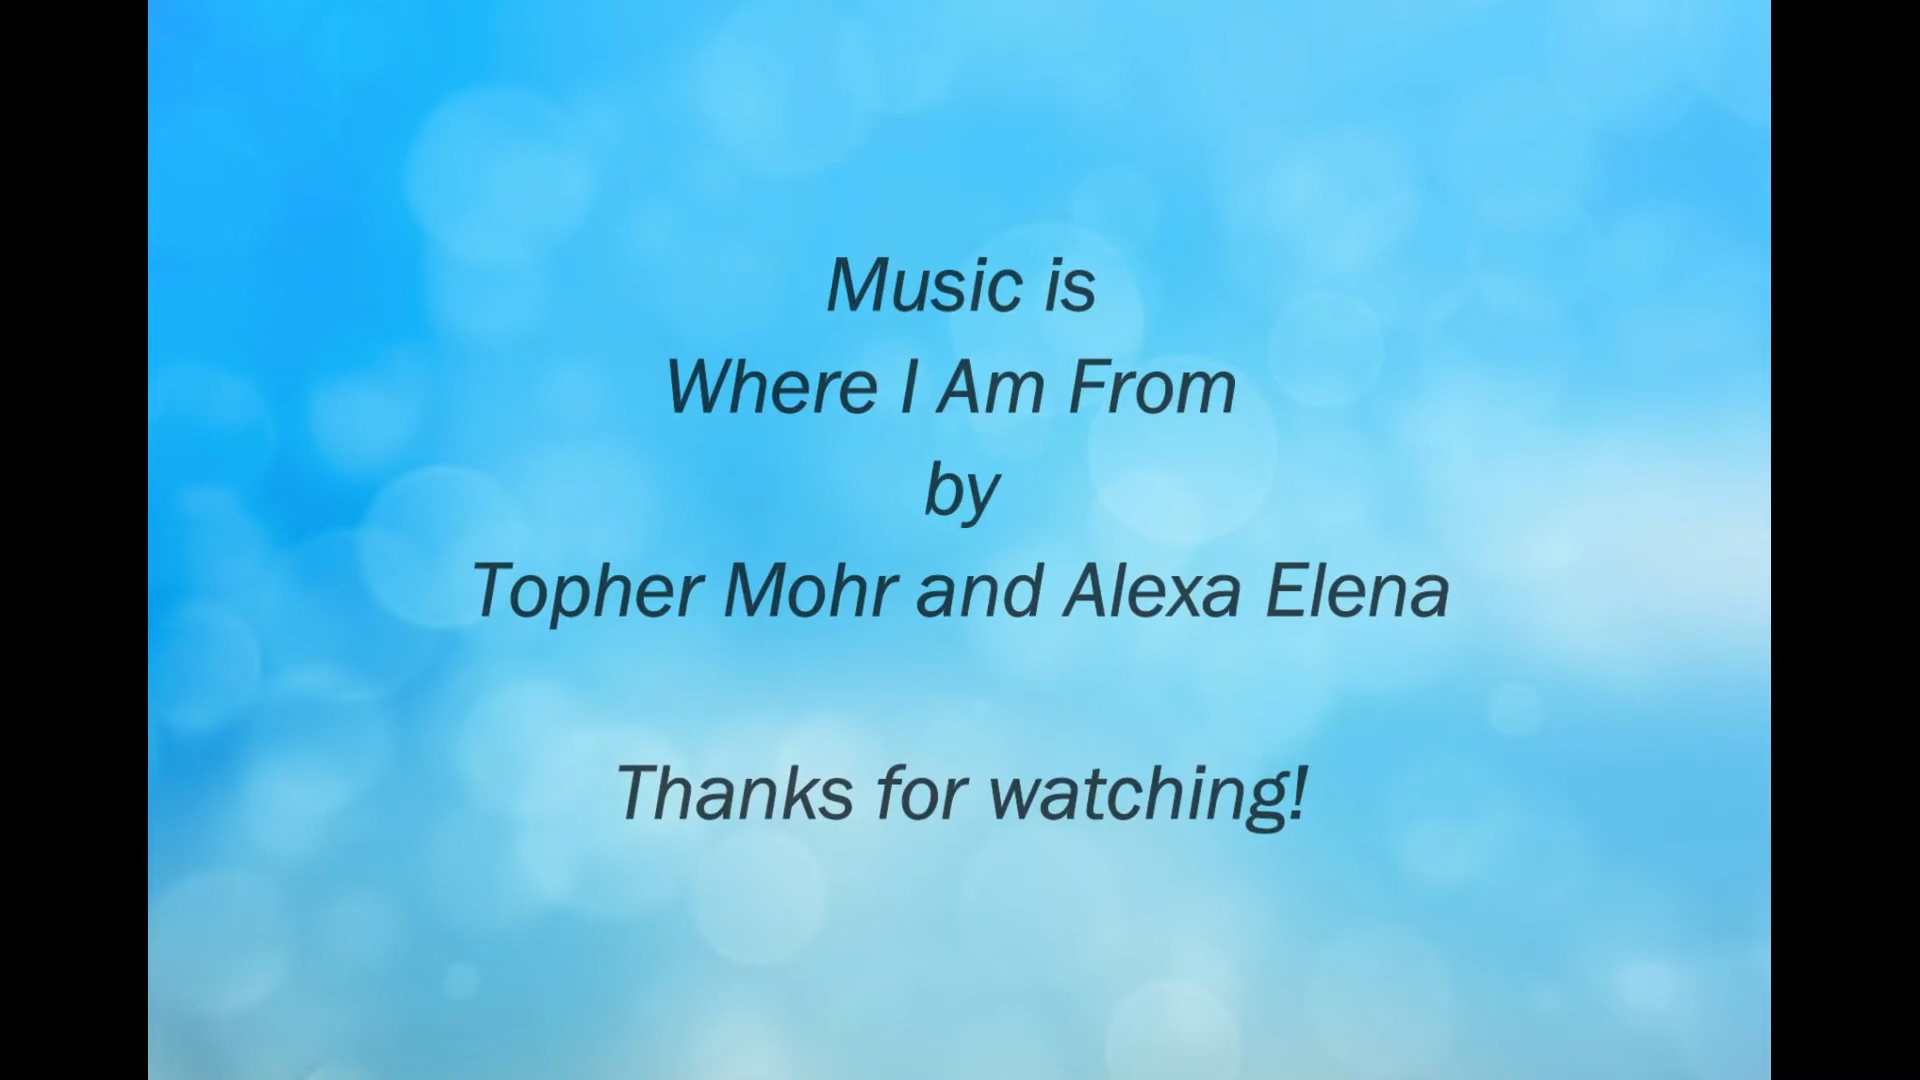 Music is
Where I Am From
by
Topher Mohr and Alexa Elena
Thanks for watching!